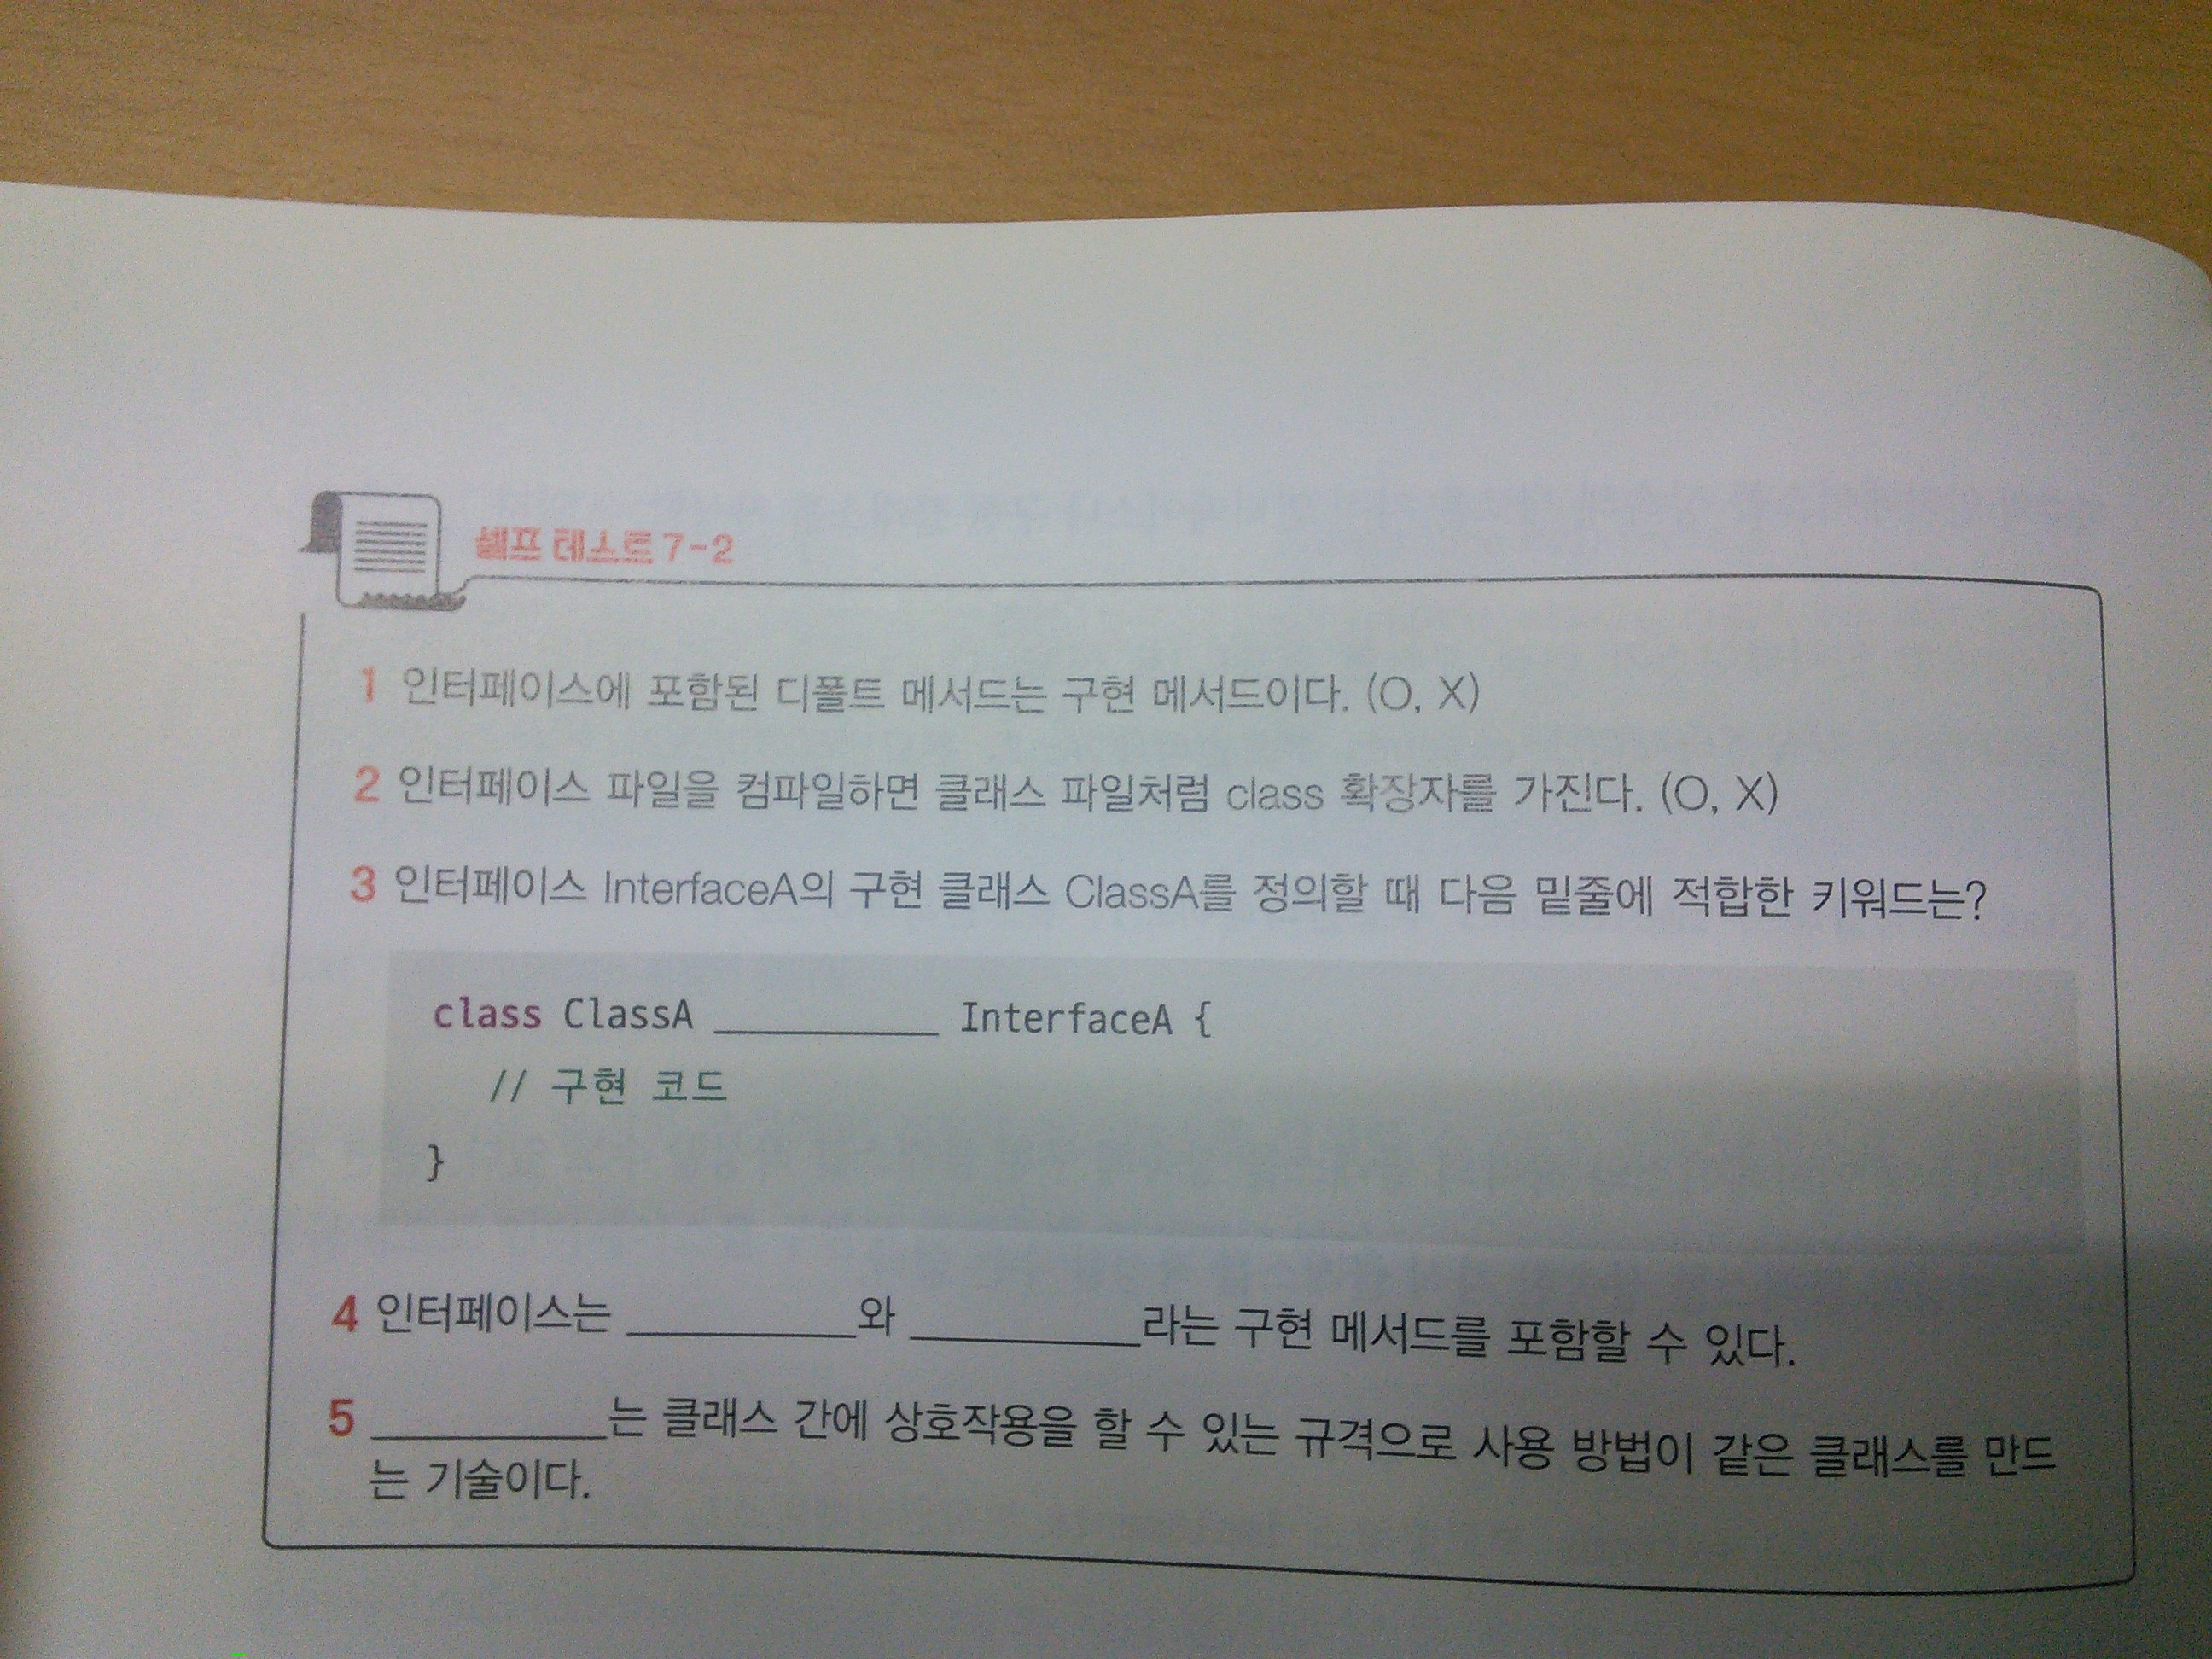 셀프 테스트 7-2
1 인터페이스에 포함된 디폴트 메서드는 구현 메서드이다. (O, X)
2 인터페이스 파일을 컴파일하면 클래스 파일처럼 class 확장자를 가진다. (O, X)
3 인터페이스 InterfaceA의 구현 클래스 ClassA를 정의할 때 다음 밑줄에 적합한 키워드는?
class ClassA __________ InterfaceA {
// 구현 코드
}
4 인터페이스는 __________와 __________라는 구현 메서드를 포함할 수 있다.
5 __________는 클래스 간에 상호작용을 할 수 있는 규격으로 사용 방법이 같은 클래스를 만드
는 기술이다.